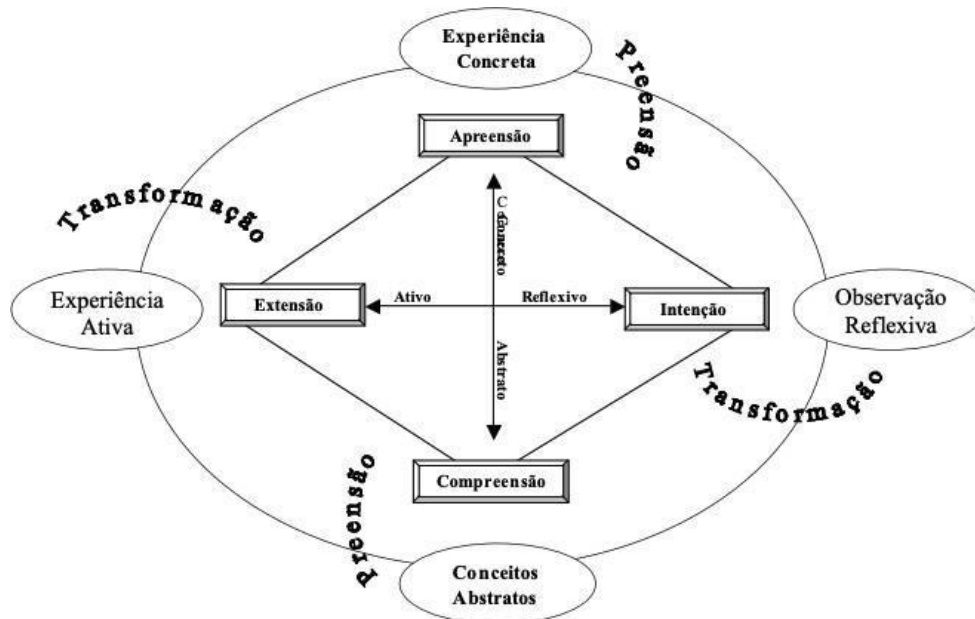 Experiência
Concreta
Preensão
Apreensão
Transformação
Experiência
Ativa
Extensão
Ativo
Reflexivo
Intenção
Observação
Reflexiva
Abstrato
Transformação
Compreensão
Preensão
Conceitos
Abstratos